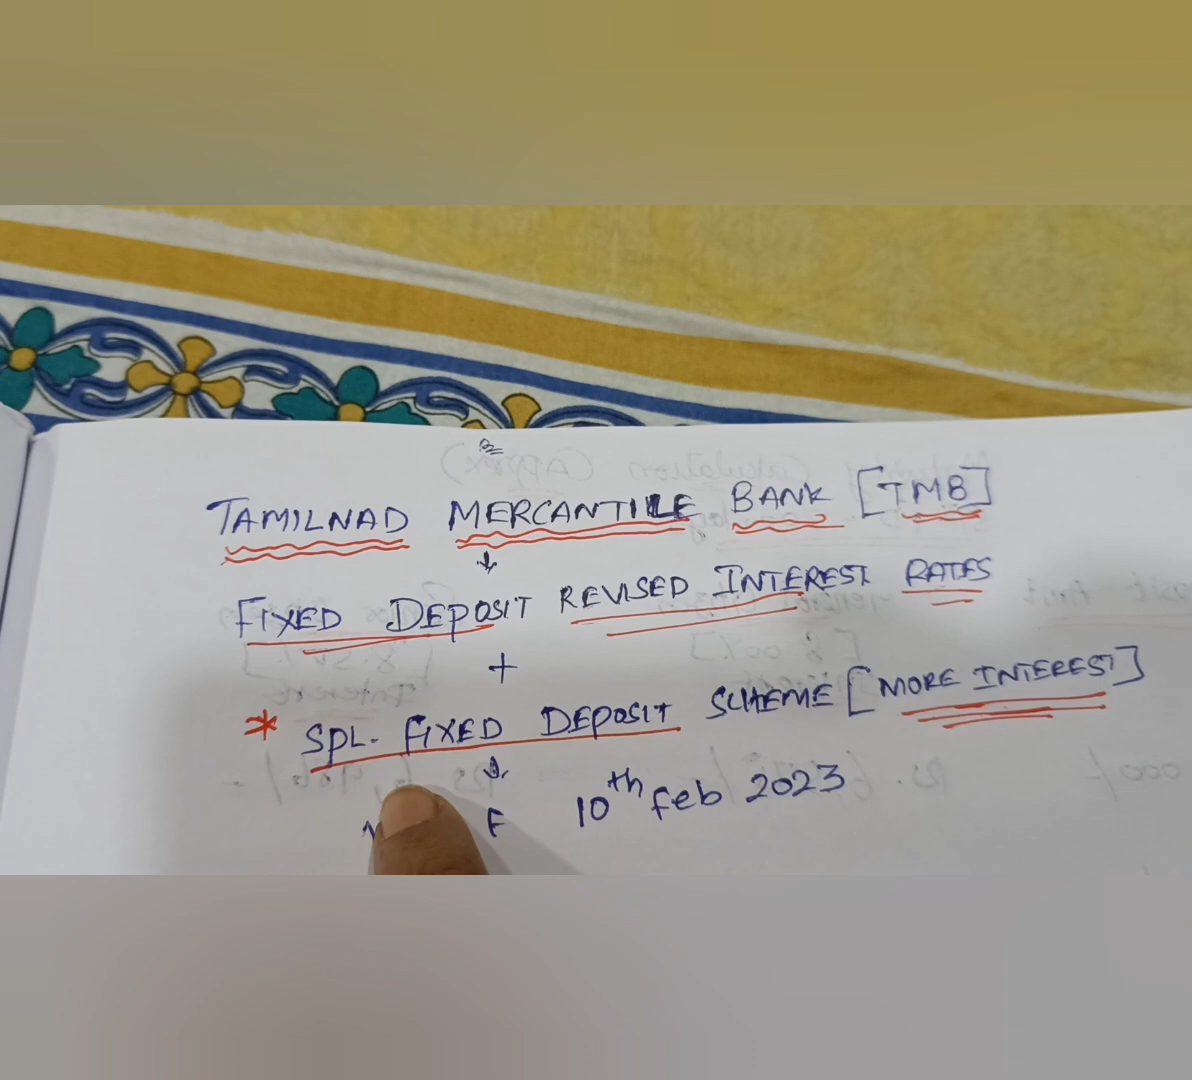 TAMILNAD MERCANTILE BANK [TMB]
FIXED DEPOSIT REVISED INTEREST RATES
+
* SPL. FIXED DEPOSIT SCHEME [MORE INTEREST]
10th feb 2023